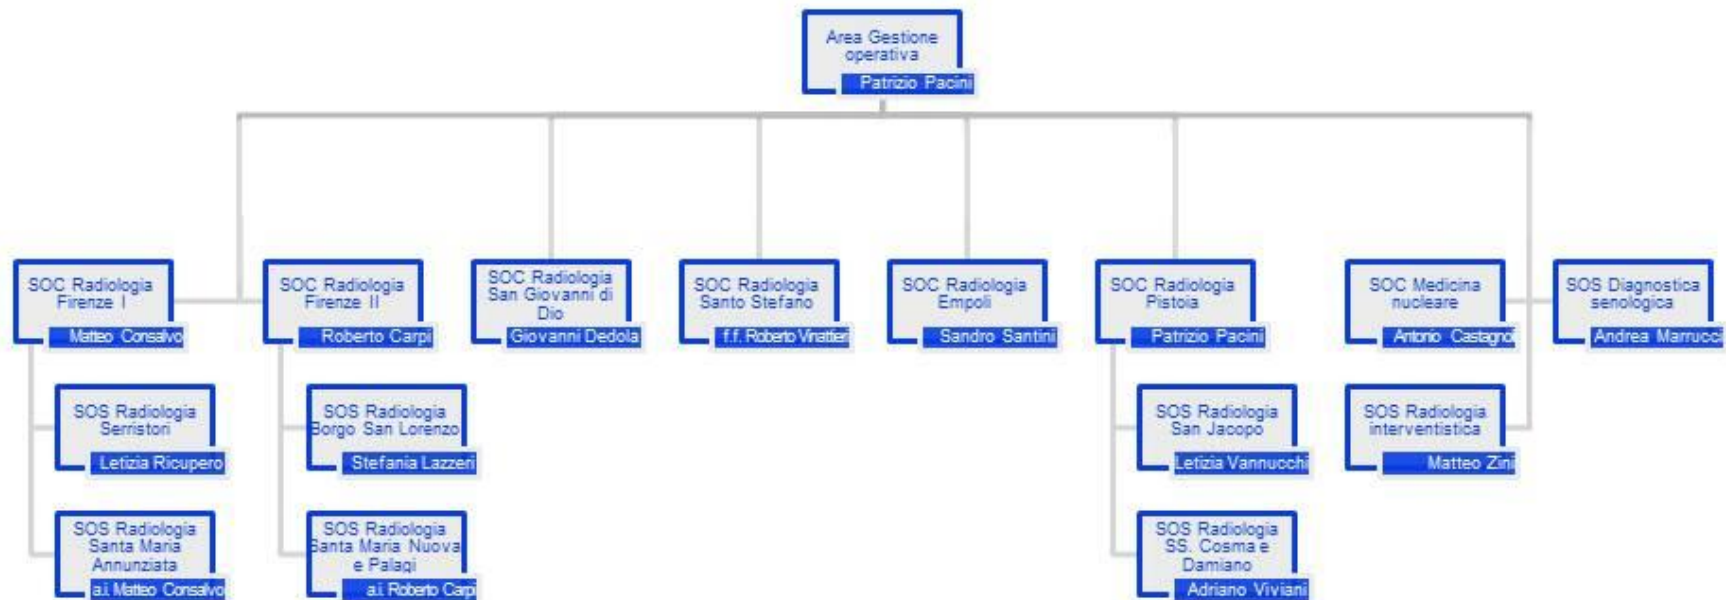 Area Gestione
operativa
Patrizio Pacini
SOC Radiologia
Firenze I
Matteo Consalvo
SOC Radiologia
Firenze II
Roberto Carpi
SOC Radiologia
San Giovanni di
Dio
Giovanni Dedola
SOC Radiologia
Santo Stefano
f.f. Roberto Vinattieri
SOC Radiologia
Empoli
Sandro Santini
SOC Radiologia
Pistoia
Patrizio Pacini
SOC Medicina
nucleare
Antonio Castagnoli
SOS Diagnostica
senologica
Andrea Marrucci
SOS Radiologia
Serristori
Letizia Ricupero
SOS Radiologia
Borgo San Lorenzo
Stefania Lazzeri
SOS Radiologia
San Jacopo
Letizia Vannucchi
SOS Radiologia
interventistica
Matteo Zini
SOS Radiologia
Santa Maria
Annunziata
a.i. Matteo Consalvo
SOS Radiologia
Santa Maria Nuova
e Palagi
a.i. Roberto Carpi
SOS Radiologia
SS. Cosma e
Damiano
Adriano Viviani